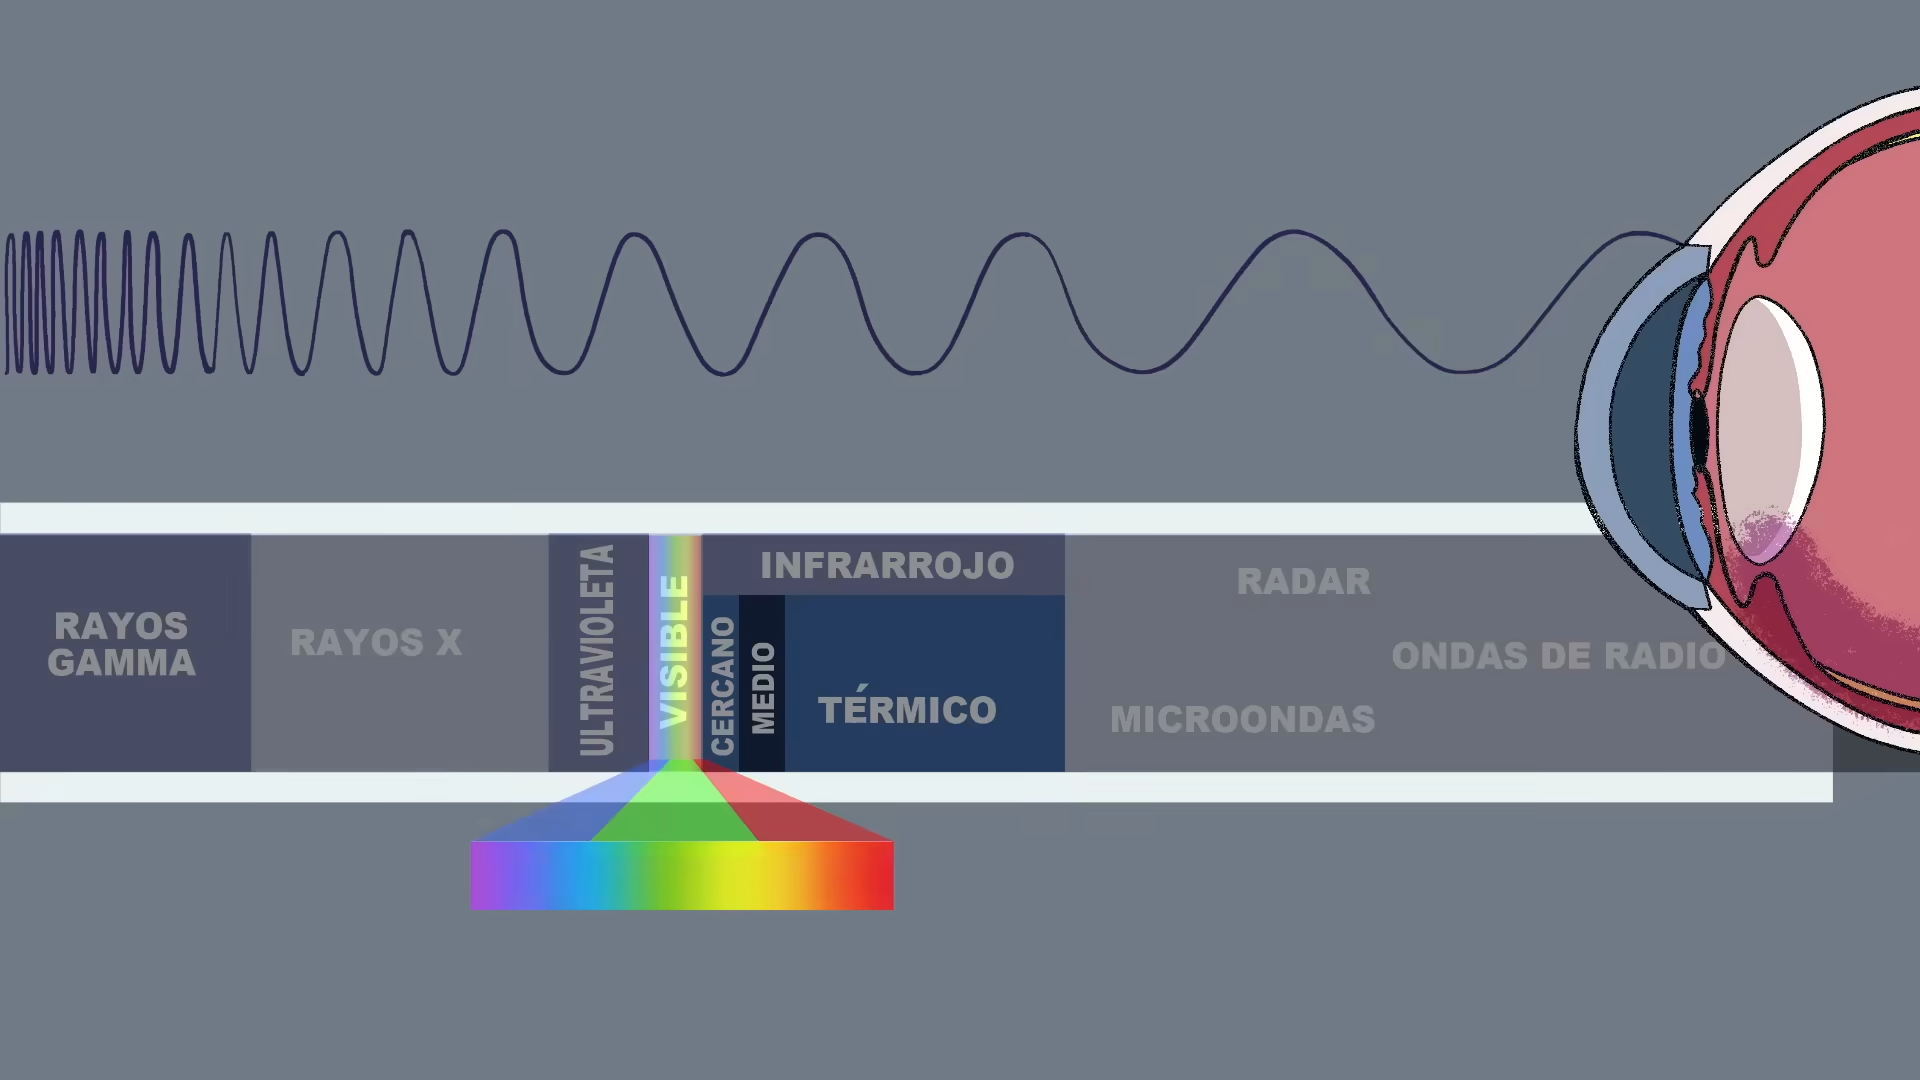 RAYOS
GAMMA
RAYOS X
ULTRAVIOLETA
VISIBLE
INFRARROJO
CERCANO
MEDIO
TÉRMICO
RADAR
ONDAS DE RADIO
MICROONDAS